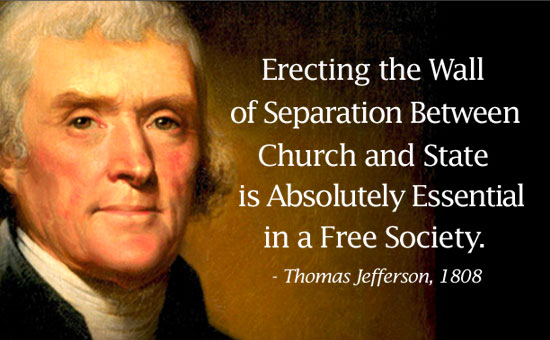 Erecting the Wall
of Separation Between
Church and State
is Absolutely Essential
in a Free Society.
- Thomas Jefferson, 1808